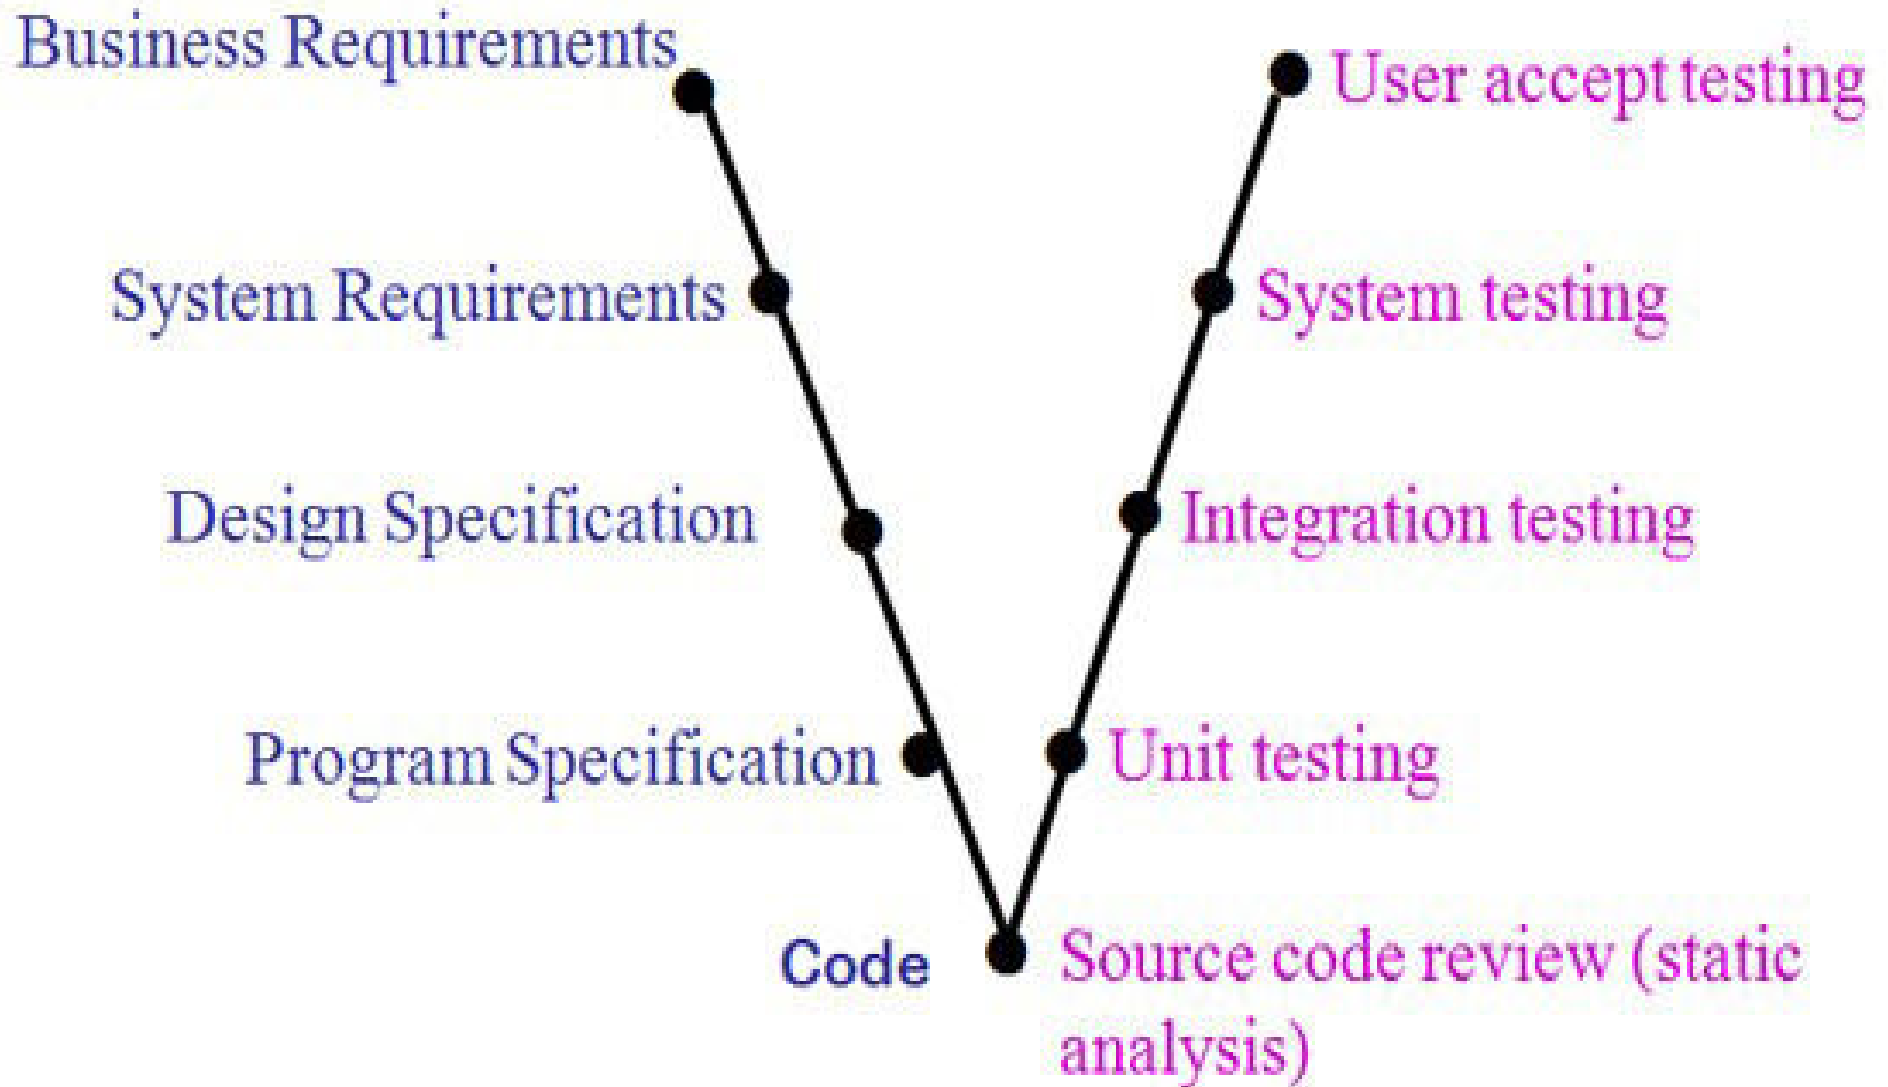 Business Requirements
User accept testing
System Requirements
System testing
Design Specification
Integration testing
Program Specification
Unit testing
Code
Source code review (static
analysis)